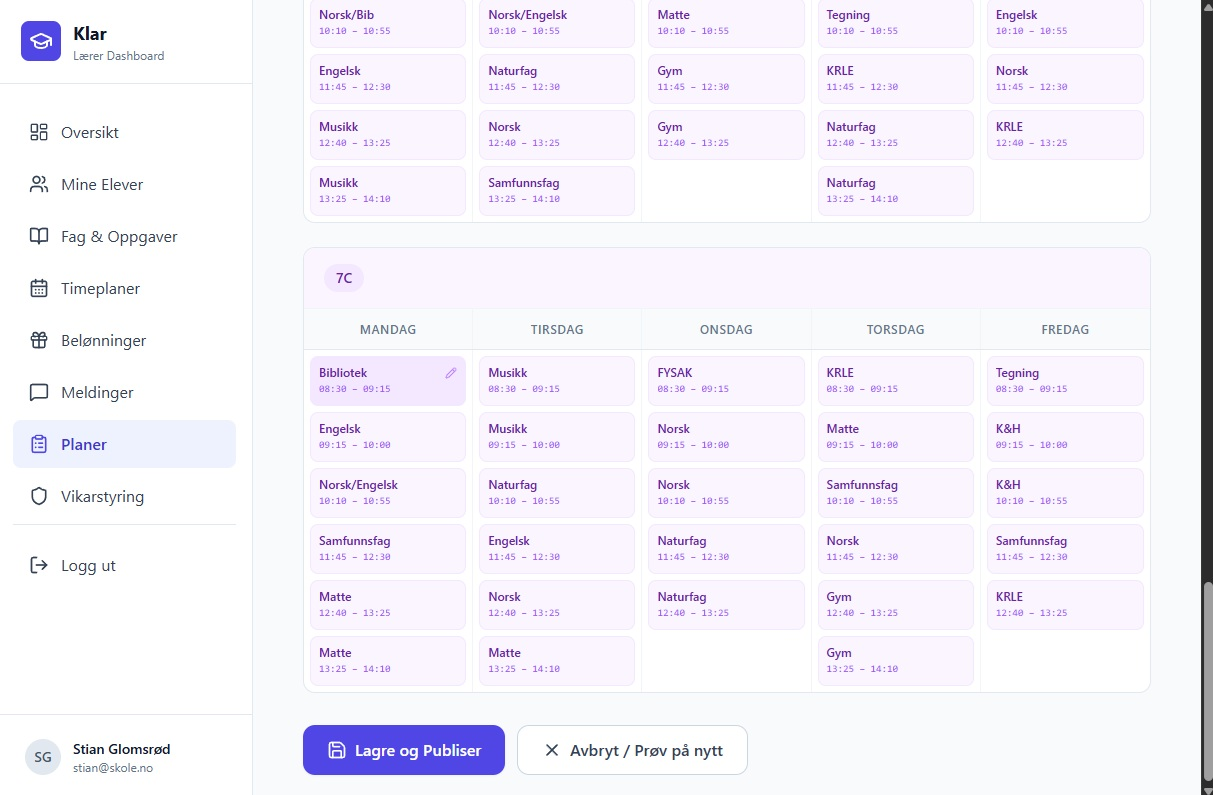 Klar
Lærer Dashboard
Oversikt
Mine Elever
Fag & Oppgaver
Timeplaner
Belønninger
Meldinger
Planer
Vikarstyring
Logg ut
Stian Glomsrød
SG
stian@skole.no
Norsk/Bib
10:10 – 10:55
Engelsk
11:45 – 12:30
Musikk
12:40 – 13:25
Musikk
13:25 – 14:10
Norsk/Engelsk
10:10 – 10:55
Naturfag
11:45 – 12:30
Norsk
12:40 – 13:25
Samfunnsfag
13:25 – 14:10
Matte
10:10 – 10:55
Gym
11:45 – 12:30
Gym
12:40 – 13:25
Tegning
10:10 – 10:55
KRLE
11:45 – 12:30
Naturfag
12:40 – 13:25
Naturfag
13:25 – 14:10
Engelsk
10:10 – 10:55
Norsk
11:45 – 12:30
KRLE
12:40 – 13:25
7C
MANDAG
Bibliotek
08:30 – 09:15
Engelsk
09:15 – 10:00
Norsk/Engelsk
10:10 – 10:55
Samfunnsfag
11:45 – 12:30
Matte
12:40 – 13:25
Matte
13:25 – 14:10
TIRSDAG
Musikk
08:30 – 09:15
Musikk
09:15 – 10:00
Naturfag
10:10 – 10:55
Engelsk
11:45 – 12:30
Norsk
12:40 – 13:25
Matte
13:25 – 14:10
ONSDAG
FYSAK
08:30 – 09:15
Norsk
09:15 – 10:00
Norsk
10:10 – 10:55
Naturfag
11:45 – 12:30
Naturfag
12:40 – 13:25
TORSDAG
KRLE
08:30 – 09:15
Matte
09:15 – 10:00
Samfunnsfag
10:10 – 10:55
Norsk
11:45 – 12:30
Gym
12:40 – 13:25
Gym
13:25 – 14:10
FREDAG
Tegning
08:30 – 09:15
K&H
09:15 – 10:00
K&H
10:10 – 10:55
Samfunnsfag
11:45 – 12:30
KRLE
12:40 – 13:25
Lagre og Publiser
Avbryt / Prøv på nytt